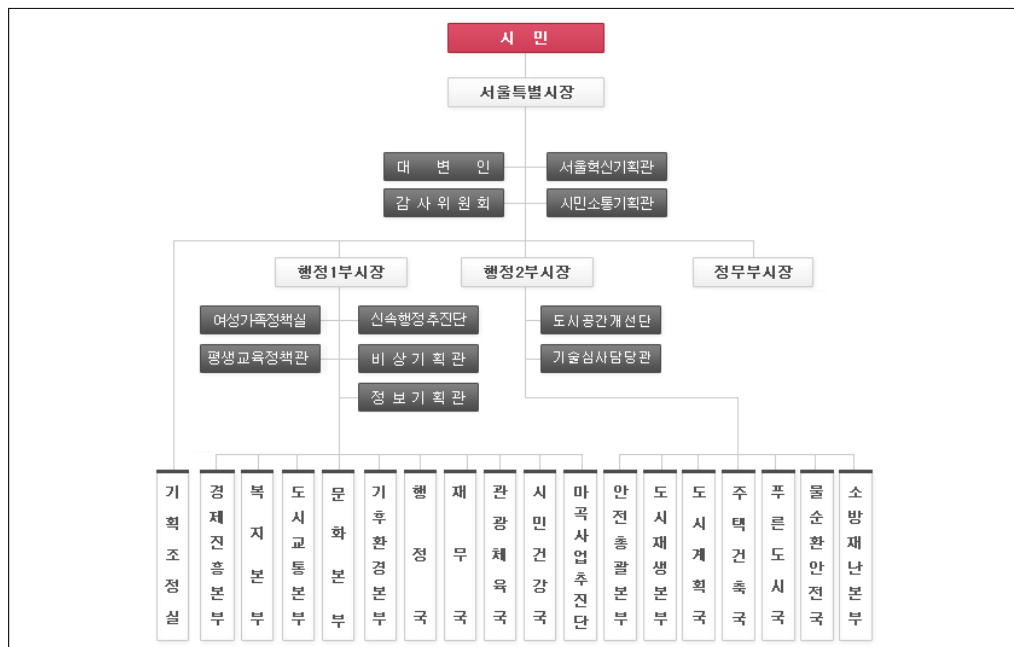 시 민
서울특별시장
대 변 인
서울혁신기획관
감 사 위 원 회
시민소통기획관
행정1부시장
행정2부시장
정무부시장
여성가족정책실
신속행정추진단
도시공간개선단
평생교육정책관
비 상 기 획 관
기술심사담당관
정 보 기 획 관
기획조정실
경제진흥본부
복지본부
도시교통본부
문화본부
기후환경본부
행정국
재무국
관광체육국
시민건강국
마곡사업추진단
안전총괄본부
도시재생본부
도시계획국
주택건축국
푸른도시국
물순환안전국
소방재난본부